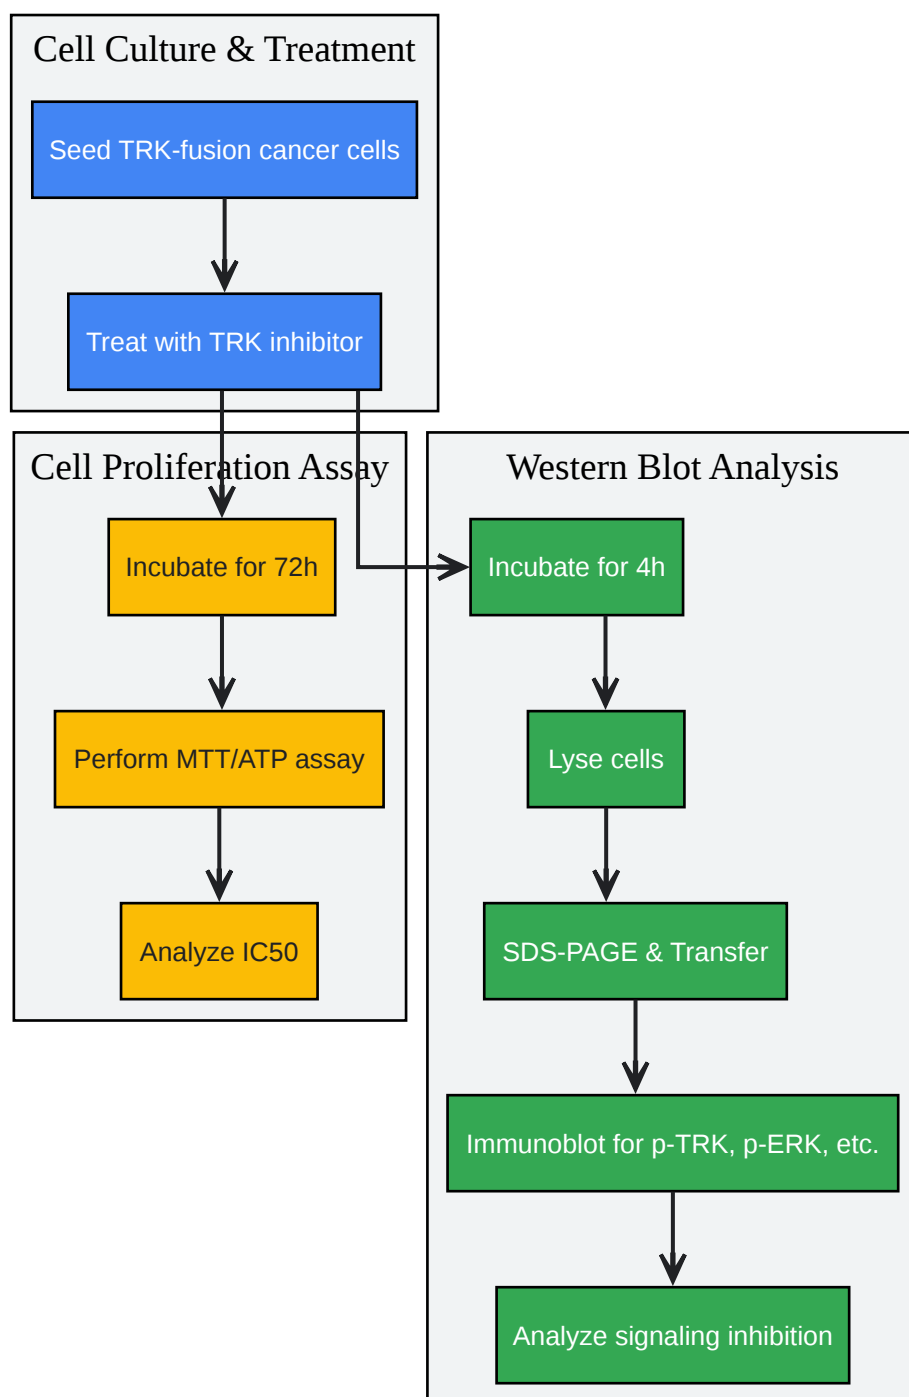 Cell Culture & Treatment
Seed TRK-fusion cancer cells
Treat with TRK inhibitor
Cell Proliferation Assay
Incubate for 72h
Perform MTT/ATP assay
Analyze IC50
Western Blot Analysis
Incubate for 4h
Lyse cells
SDS-PAGE & Transfer
Immunoblot for p-TRK, p-ERK, etc.
Analyze signaling inhibition